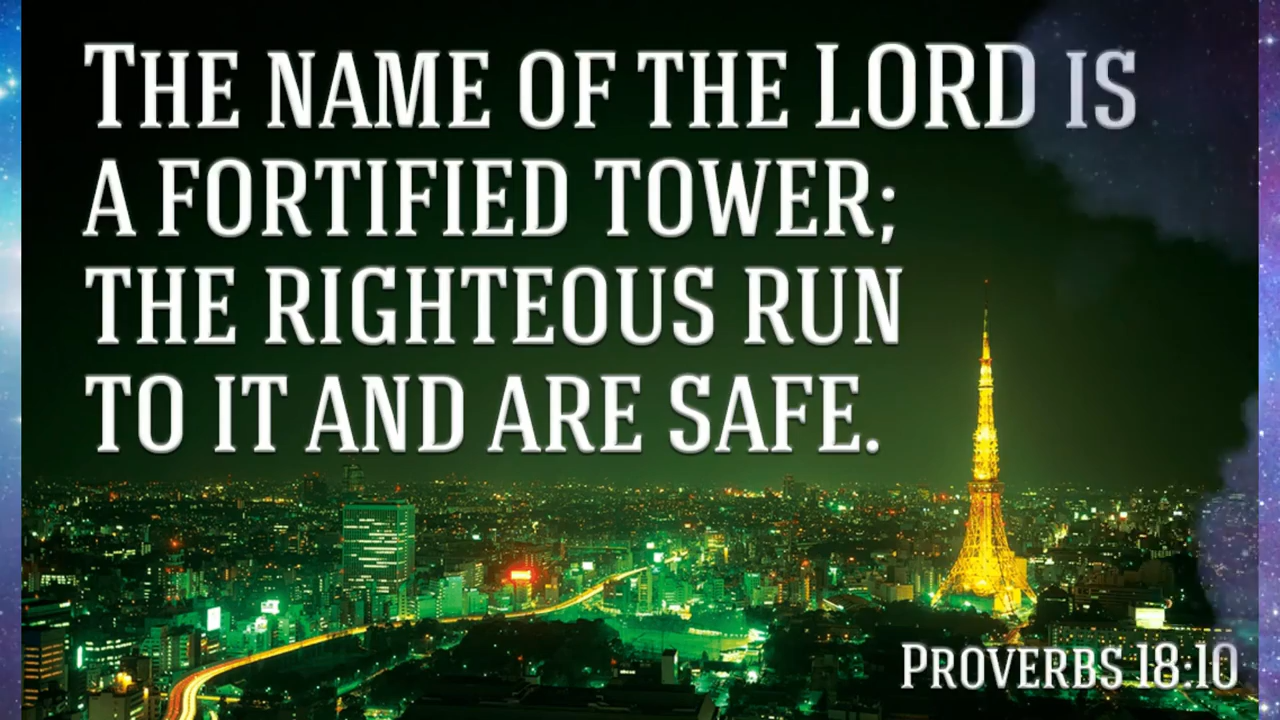 The name of the LORD is
a fortified tower;
the righteous run
to it and are safe.
Proverbs 18:10